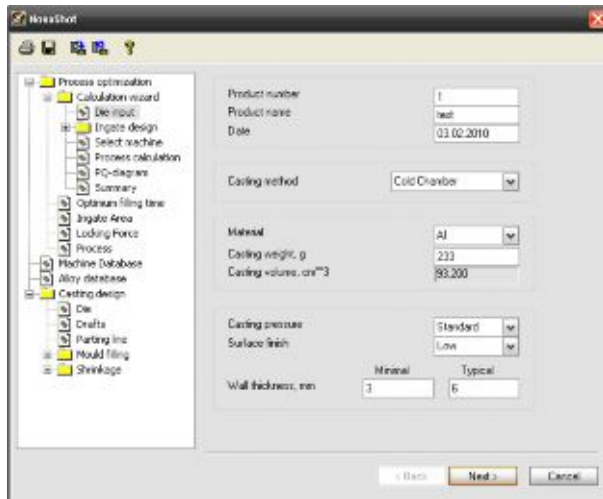 NovaShot
Process optimization
Calculation wizard
Die input
Ingate design
Select machine
Process calculation
PQ-diagram
Summary
Optimum filling time
Ingate Area
Locking Force
Process
Machine Database
Alloy database
Casting design
Die
Drafts
Parting line
Mould filling
Shrinkage
Product number 1
Product name test
Date 03.02.2010
Casting method Cold Chamber
Material Al
Casting weight, g 233
Casting volume, cm**3 93.200
Casting pressure Standard
Surface finish Low
Minimal Typical
Wall thickness, mm 3 6
< Back Next > Cancel